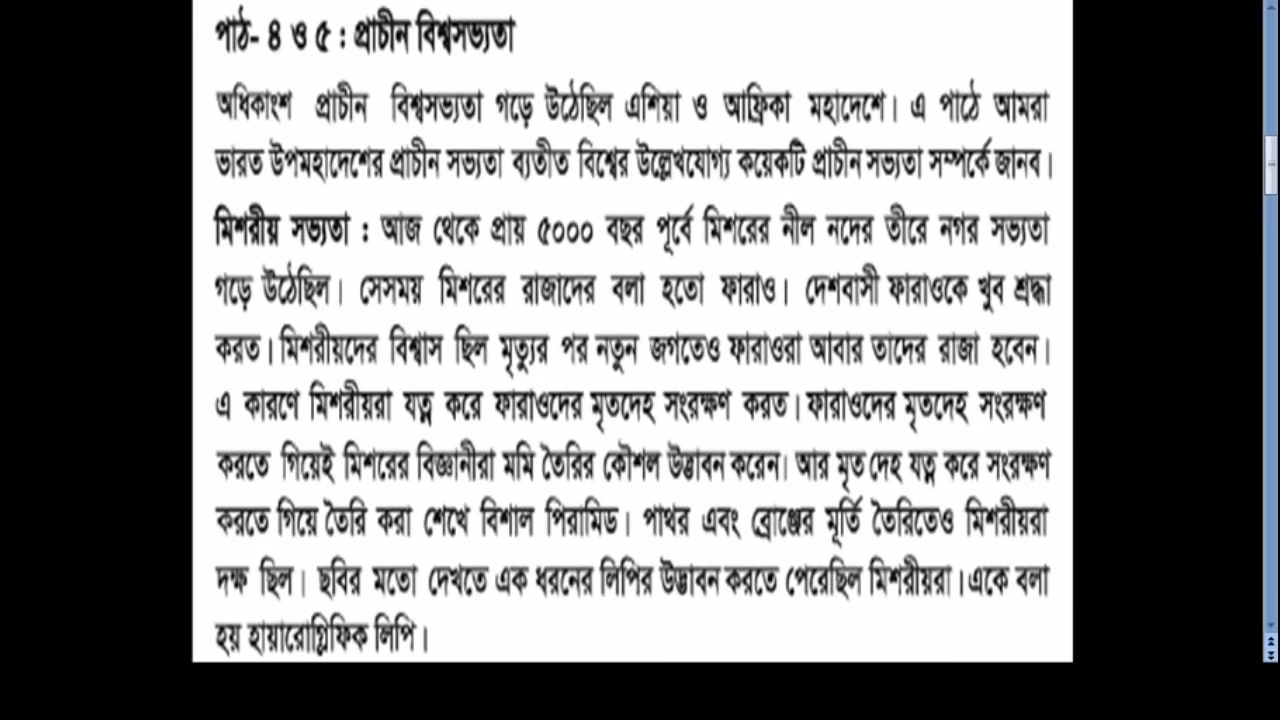 পাঠ- ৪ ও ৫ : প্রাচীন বিশ্বসভ্যতা
অধিকাংশ প্রাচীন বিশ্বসভ্যতা গড়ে উঠেছিল এশিয়া ও আফ্রিকা মহাদেশে। এ পাঠে আমরা
ভারত উপমহাদেশের প্রাচীন সভ্যতা ব্যতীত বিশ্বের উল্লেখযোগ্য কয়েকটি প্রাচীন সভ্যতা সম্পর্কে জানব।
মিশরীয় সভ্যতা : আজ থেকে প্রায় ৫০০০ বছর পূর্বে মিশরের নীল নদের তীরে নগর সভ্যতা
গড়ে উঠেছিল। সেসময় মিশরের রাজাদের বলা হতো ফারাও। দেশবাসী ফারাওকে খুব শ্রদ্ধা
করত। মিশরীয়দের বিশ্বাস ছিল মৃত্যুর পর নতুন জগতেও ফারাওরা আবার তাদের রাজা হবেন।
এ কারণে মিশরীয়রা যত্ন করে ফারাওদের মৃতদেহ সংরক্ষণ করত। ফারাওদের মৃতদেহ সংরক্ষণ
করতে গিয়েই মিশরের বিজ্ঞানীরা মমি তৈরির কৌশল উদ্ভাবন করেন। আর মৃত দেহ যত্ন করে সংরক্ষণ
করতে গিয়ে তৈরি করা শেখে বিশাল পিরামিড। পাথর এবং ব্রোঞ্জের মূর্তি তৈরিতেও মিশরীয়রা
দক্ষ ছিল। ছবির মতো দেখতে এক ধরনের লিপির উদ্ভাবন করতে পেরেছিল মিশরীয়রা। একে বলা
হয় হায়ারোগ্লিফিক লিপি।